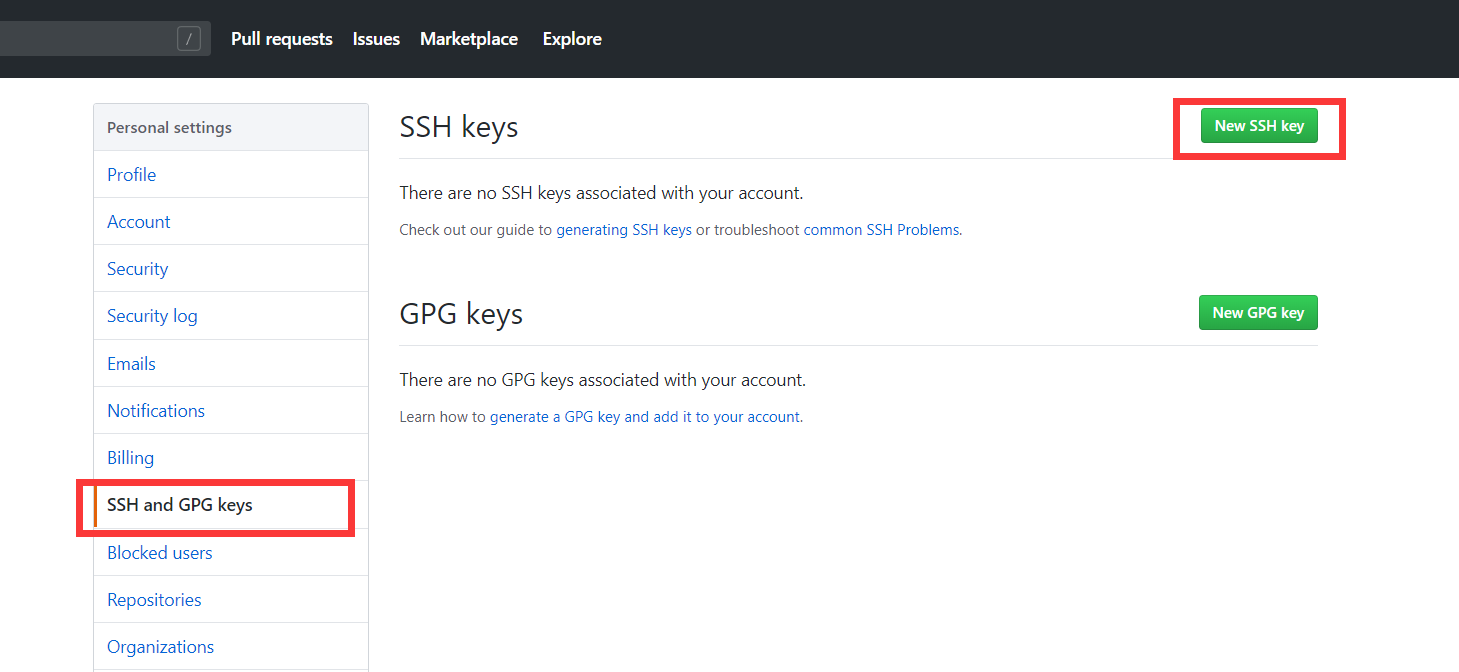 / Pull requests Issues Marketplace Explore
Personal settings
Profile
Account
Security
Security log
Emails
Notifications
Billing
SSH and GPG keys
Blocked users
Repositories
Organizations
SSH keys
New SSH key
There are no SSH keys associated with your account.
Check out our guide to generating SSH keys or troubleshoot common SSH Problems.
GPG keys
New GPG key
There are no GPG keys associated with your account.
Learn how to generate a GPG key and add it to your account.